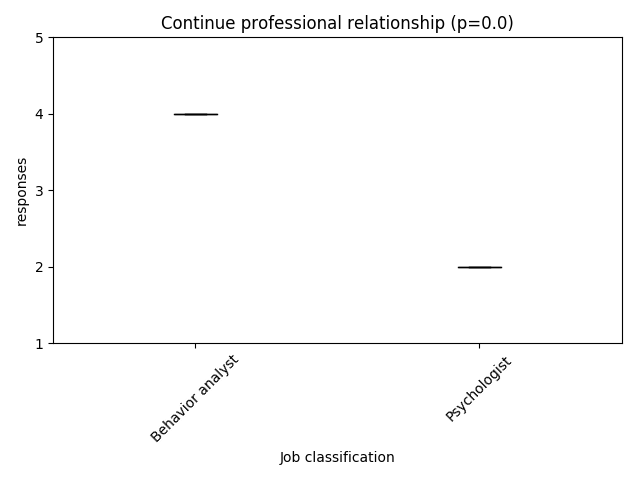 Continue professional relationship (p=0.0)
5
4
3
2
1
responses
Behavior analyst
Psychologist
Job classification